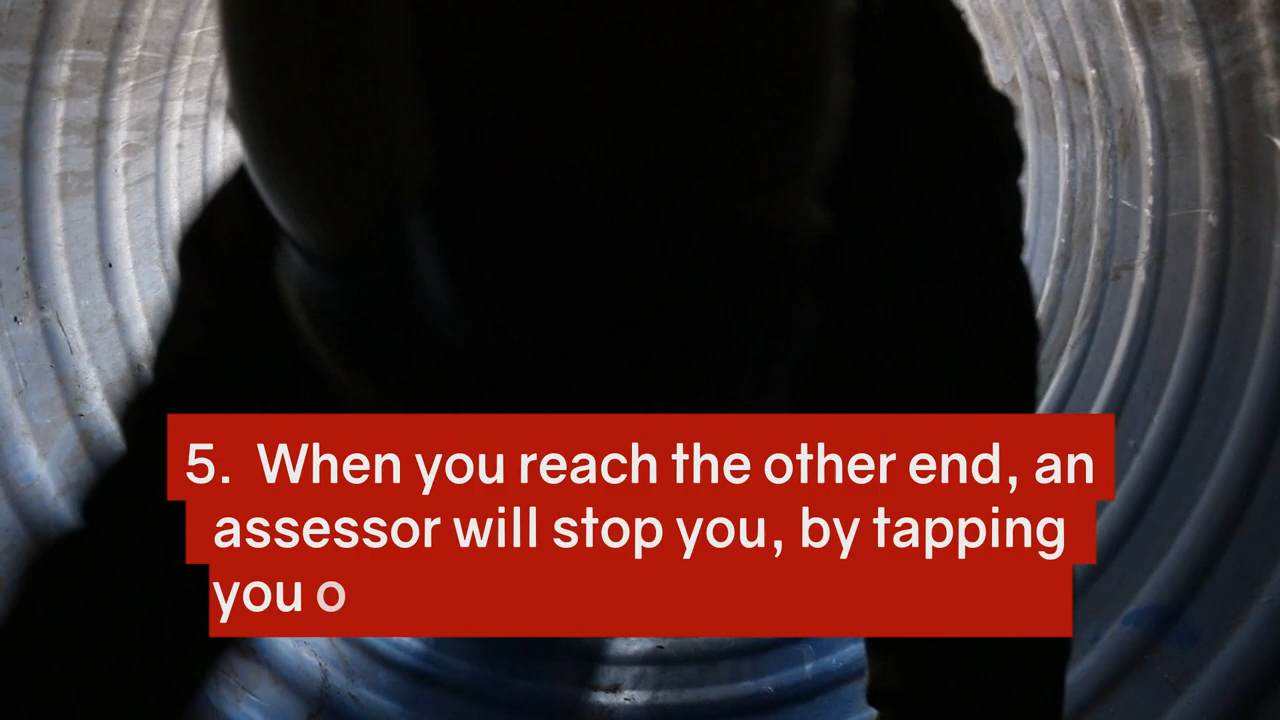 5. When you reach the other end, an
assessor will stop you, by tapping
you o